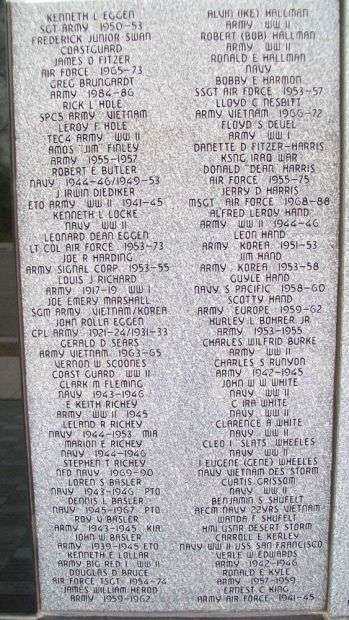 KENNETH L EGGEN
SGT ARMY 1950-53
FREDERICK JUNIOR SWAN
COASTGUARD
JAMES D FITZER
AIR FORCE 1965-73
GREG BRUNGARDT
ARMY 1984-86
RICK L HOLE
SPC5 ARMY VIETNAM
LEROY F HOLE
TEC4 ARMY WW II
AMOS "JIM" FINLEY
ARMY 1955-1957
ROBERT E BUTLER
NAVY 1944-46/1949-53
J IRWIN DIEDIKER
ETO ARMY WW II 1941-45
KENNETH L LOCKE
NAVY WW II
LEONARD DEAN EGGEN
LT COL AIR FORCE 1953-73
JOE R HARDING
ARMY SIGNAL CORP 1953-55
LOUIS J RICHARD
ARMY 1917-19 WW I
JOE EMERY MARSHALL
SGM ARMY VIETNAM/KOREA
JOHN ROLLA EGGEN
CPL ARMY 1921-24/1931-33
GERALD D SEARS
ARMY VIETNAM 1963-65
VERNON W SCOONES
COAST GUARD WW II
CLARK M FLEMING
NAVY 1943-1946
E KEITH RICHEY
ARMY WW II 1945
LELAND R RICHEY
NAVY 1944-1953 MIA
MARION E RICHEY
NAVY 1944-1946
STEPHEN T RICHEY
NFO NAVY 1969-90
LOREN S BASLER
NAVY 1943-1946 PTO
DENNIS L BASLER
NAVY 1945-1967 PTO
ROY V BASLER
ARMY 1943-1945 KIA
JOHN W BASLER
ARMY 1939-1945 ETO
KENNETH E LOLLAR
ARMY BIG RED 1 WW II
DOUGLAS D BRUCE
AIR FORCE TSGT 1954-74
JAMES WILLIAM HEROD
ARMY 1959-1962
ALVIN (IKE) HALLMAN
ARMY WW II
ROBERT (BOB) HALLMAN
ARMY WW II
RONALD E HALLMAN
NAVY
BOBBY E HARMON
SSGT AIR FORCE 1953-57
LLOYD C NESBITT
ARMY VIETNAM 1966-72
FLOYD S DEUEL
ARMY WW I
DANETTE D FITZER-HARRIS
KSNG IRAQ WAR
DONALD "DEAN" HARRIS
AIR FORCE 1955-75
JERRY D HARRIS
MSGT AIR FORCE 1968-88
ALFRED LEROY HAND
ARMY WW II 1944-46
LEON HAND
ARMY KOREA 1951-53
JIM HAND
ARMY KOREA 1953-58
GUYLE HAND
NAVY S PACIFIC 1958-60
SCOTTY HAND
ARMY EUROPE 1959-62
HURLEY L BOHRER JR
ARMY 1953-1955
CHARLES WILFRID BURKE
ARMY WW II
CHARLES S RUNYON
ARMY 1942-1945
JOHN W W WHITE
NAVY WW II
C IRA WHITE
NAVY WW II
CLARENCE A WHITE
NAVY WW II
CLEO I. SLATS WHEELES
NAVY WW II
J EUGENE (GENE) WHEELES
NAVY VIETNAM DES STORM
CURTIS GRISSOM
NAVY WW II
BENJAMIN S SHUFELT
AFCM NAVY 22YRS VIETNAM
WANDA F SHUFELT
HM1 USNR DESERT STORM
CARROLL E KERLEY
NAVY WW II USS SAN FRANCISCO
VERLE W EDWARDS
ARMY 1942-1946
RONALD E KYLE
ARMY 1957-1959
ERNEST C KING
ARMY AIR FORCE 1941-45